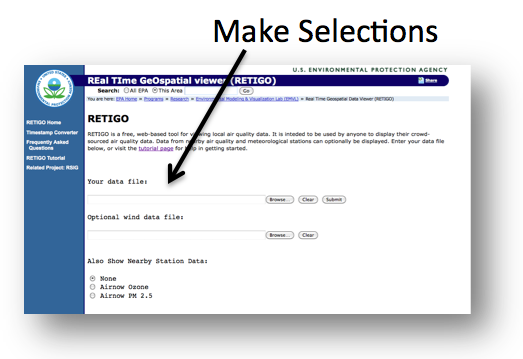 Make Selections
U.S. ENVIRONMENTAL PROTECTION AGENCY
REal TIme GeOspatial viewer (RETIGO)
Share
Search: All EPA This Area Go
You are here: EPA Home » Programs » Research » Environmental Modeling & Visualization Lab (EMVL) » Real Time Geospatial Data Viewer (RETIGO)
RETIGO Home
Timestamp Converter
Frequently Asked
Questions
RETIGO Tutorial
Related Project: RSIG
RETIGO
RETIGO is a free, web-based tool for viewing local air quality data. It is inteded to be used by anyone to display their crowd-
sourced air quality data. Data from nearby air quality and meteorological stations can optionally be displayed. Enter your data file
below, or visit the tutorial page for help in getting started.
Your data file:
Browse... Clear Submit
Optional wind data file:
Browse... Clear
Also Show Nearby Station Data:
None
Airnow Ozone
Airnow PM 2.5